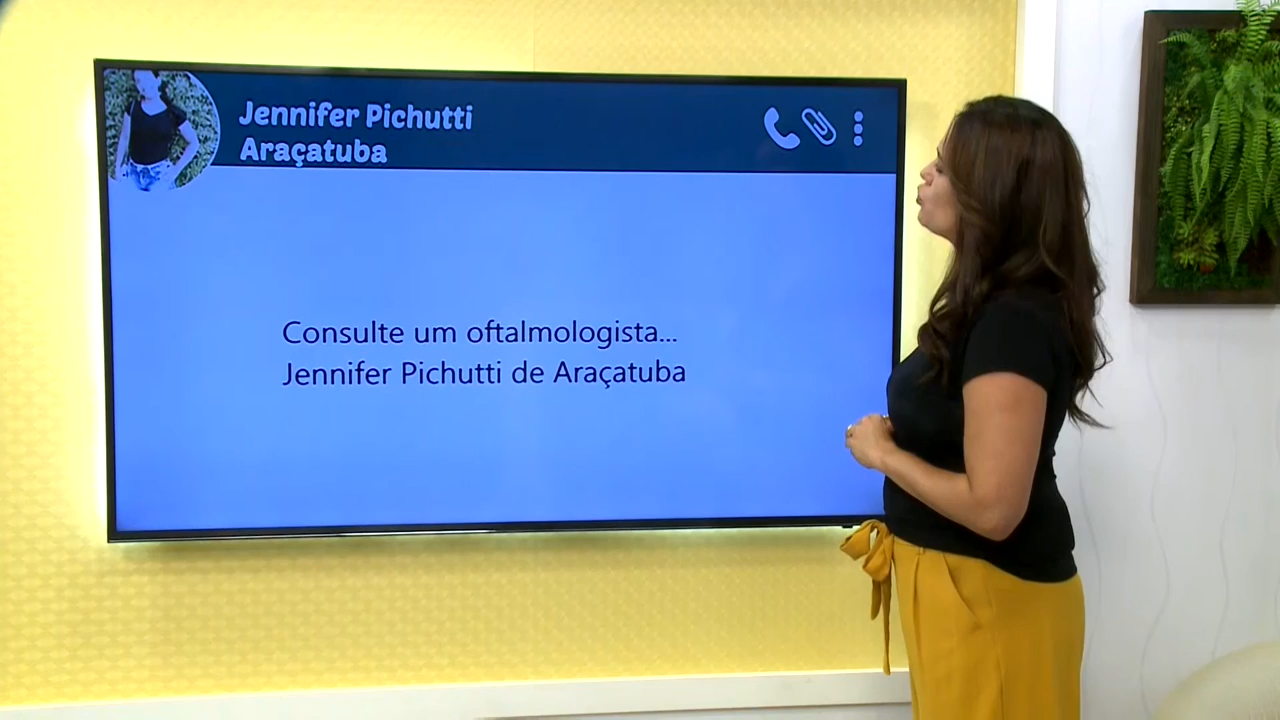 Jennifer Pichutti
Araçatuba
Consulte um oftalmologista...
Jennifer Pichutti de Araçatuba